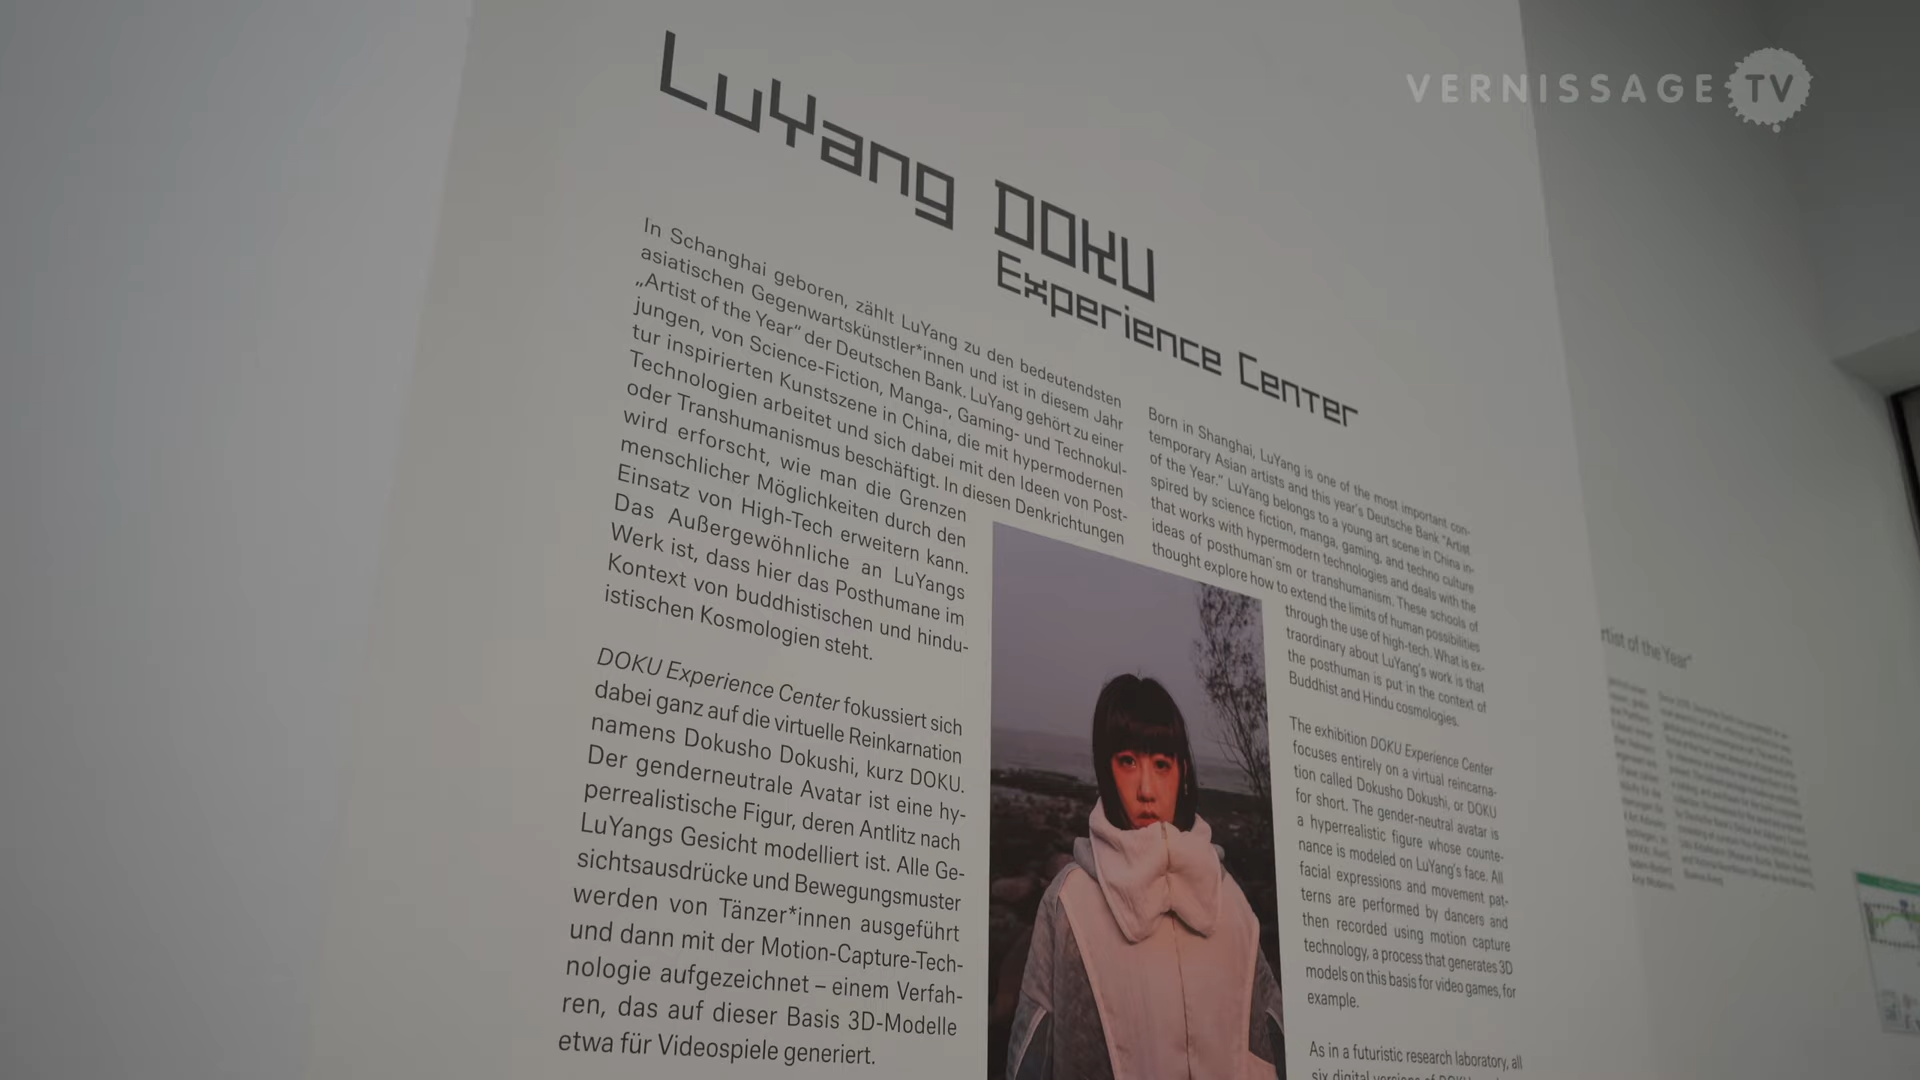 VERNISSAGE TV
LuYang DOKU
Experience Center
In Schanghai geboren, zählt LuYang zu den bedeutendsten
asiatischen Gegenwartskünstler*innen und ist in diesem Jahr
„Artist of the Year“ der Deutschen Bank. LuYang gehört zu einer
jungen, von Science-Fiction, Manga-, Gaming- und Technokul-
tur inspirierten Kunstszene in China, die mit hypermodernen
Technologien arbeitet und sich dabei mit den Ideen von Post-
oder Transhumanismus beschäftigt. In diesen Denkrichtungen
wird erforscht, wie man die Grenzen
menschlicher Möglichkeiten durch den
Einsatz von High-Tech erweitern kann.
Das Außergewöhnliche an LuYangs
Werk ist, dass hier das Posthumane im
Kontext von buddhistischen und hindu-
istischen Kosmologien steht.
DOKU Experience Center fokussiert sich
dabei ganz auf die virtuelle Reinkarnation
namens Dokusho Dokushi, kurz DOKU.
Der genderneutrale Avatar ist eine hy-
perrealistische Figur, deren Antlitz nach
LuYangs Gesicht modelliert ist. Alle Ge-
sichtsausdrücke und Bewegungsmuster
werden von Tänzer*innen ausgeführt
und dann mit der Motion-Capture-Tech-
nologie aufgezeichnet – einem Verfah-
ren, das auf dieser Basis 3D-Modelle
etwa für Videospiele generiert.
Born in Shanghai, LuYang is one of the most important con-
temporary Asian artists and this year's Deutsche Bank "Artist
of the Year." LuYang belongs to a young art scene in China in-
spired by science fiction, manga, gaming, and techno culture
that works with hypermodern technologies and deals with the
ideas of posthumanism or transhumanism. These schools of
thought explore how to extend the limits of human possibilities
through the use of high-tech. What is ex-
traordinary about LuYang's work is that
the posthuman is put in the context of
Buddhist and Hindu cosmologies.
The exhibition DOKU Experience Center
focuses entirely on a virtual reincarna-
tion called Dokusho Dokushi, or DOKU
for short. The gender-neutral avatar is
a hyperrealistic figure whose counte-
nance is modeled on LuYang's face. All
facial expressions and movement pat-
terns are performed by dancers and
then recorded using motion capture
technology, a process that generates 3D
models on this basis for video games, for
example.
As in a futuristic research laboratory, all
six digital versions of DOKU
of the Year"